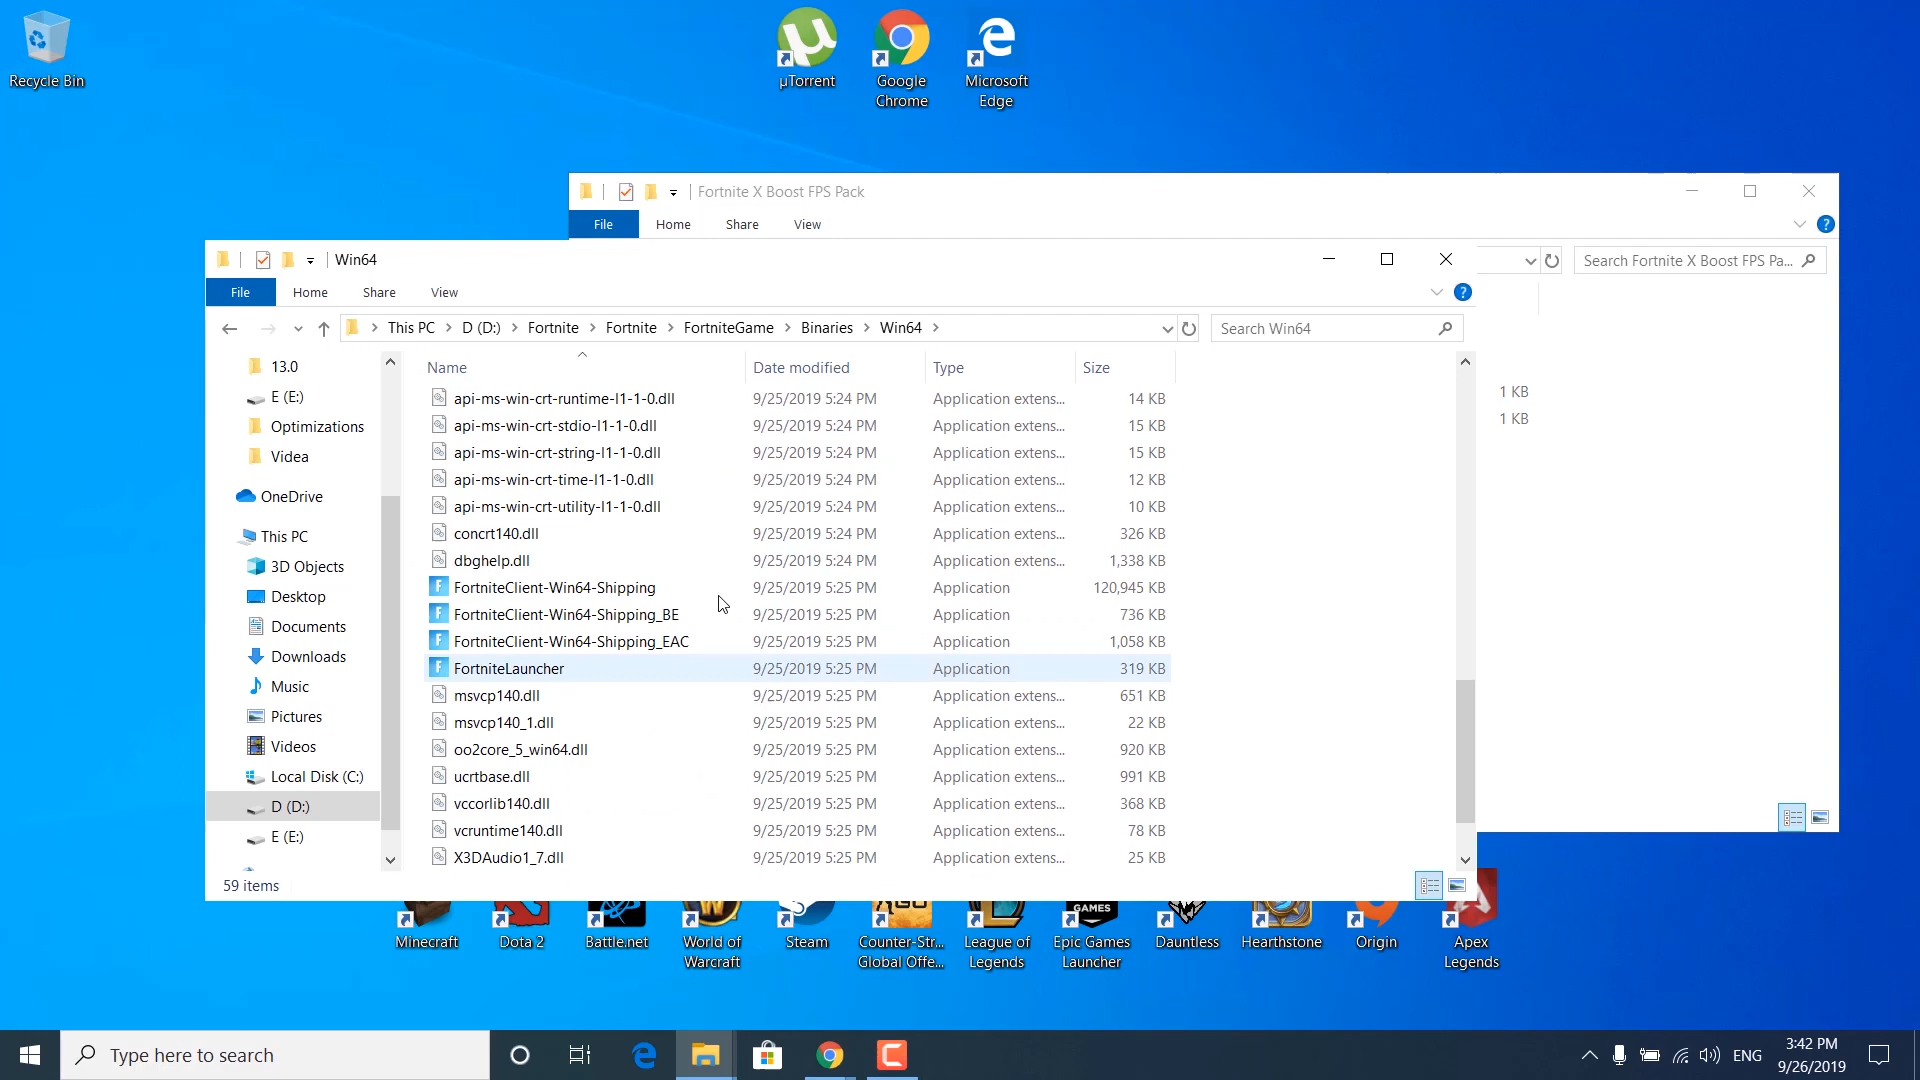 Recycle Bin
µTorrent
Google
Chrome
Microsoft
Edge
Fortnite X Boost FPS Pack
File Home Share View
Search Fortnite X Boost FPS Pa...
1 KB
1 KB
Win64
File Home Share View
This PC > D (D:) > Fortnite > Fortnite > FortniteGame > Binaries > Win64 >
Search Win64
13.0
E (E:)
Optimizations
Videa
OneDrive
This PC
3D Objects
Desktop
Documents
Downloads
Music
Pictures
Videos
Local Disk (C:)
D (D:)
E (E:)
Name Date modified Type Size
api-ms-win-crt-runtime-l1-1-0.dll 9/25/2019 5:24 PM Application extens... 14 KB
api-ms-win-crt-stdio-l1-1-0.dll 9/25/2019 5:24 PM Application extens... 15 KB
api-ms-win-crt-string-l1-1-0.dll 9/25/2019 5:24 PM Application extens... 15 KB
api-ms-win-crt-time-l1-1-0.dll 9/25/2019 5:24 PM Application extens... 12 KB
api-ms-win-crt-utility-l1-1-0.dll 9/25/2019 5:24 PM Application extens... 10 KB
concrt140.dll 9/25/2019 5:24 PM Application extens... 326 KB
dbghelp.dll 9/25/2019 5:24 PM Application extens... 1,338 KB
FortniteClient-Win64-Shipping 9/25/2019 5:25 PM Application 120,945 KB
FortniteClient-Win64-Shipping_BE 9/25/2019 5:25 PM Application 736 KB
FortniteClient-Win64-Shipping_EAC 9/25/2019 5:25 PM Application 1,058 KB
FortniteLauncher 9/25/2019 5:25 PM Application 319 KB
msvcp140.dll 9/25/2019 5:25 PM Application extens... 651 KB
msvcp140_1.dll 9/25/2019 5:25 PM Application extens... 22 KB
oo2core_5_win64.dll 9/25/2019 5:25 PM Application extens... 920 KB
ucrtbase.dll 9/25/2019 5:25 PM Application extens... 991 KB
vccorlib140.dll 9/25/2019 5:25 PM Application extens... 368 KB
vcruntime140.dll 9/25/2019 5:25 PM Application extens... 78 KB
X3DAudio1_7.dll 9/25/2019 5:25 PM Application extens... 25 KB
59 items
GAMES
Minecraft
Dota 2
Battle.net
World of
Warcraft
Steam
Counter-Str...
Global Offe...
League of
Legends
Epic Games
Launcher
Dauntless
Hearthstone
Origin
Apex
Legends
Type here to search
ENG
3:42 PM
9/26/2019